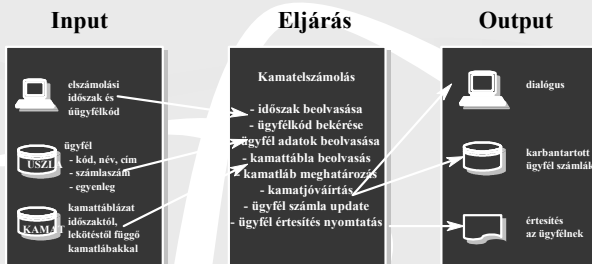 Input
Eljárás
Output
elszámolási
időszak és
úügyfélkód
ügyfél
- kód, név, cím
- számlaszám
- egyenleg
USZLA
kamattáblázat
időszaktól,
lekötéstől függő
kamatlábakkal
KAMAT
Kamatelszámolás
- időszak beolvasása
- ügyfélkód bekérése
- ügyfél adatok beolvasása
- kamattábla beolvasás
- kamatláb meghatározás
- kamatjóváírtás
- ügyfél számla update
- ügyfél értesítés nyomtatás
dialógus
karbantartott
ügyfél számlák
értesítés
az ügyfélnek